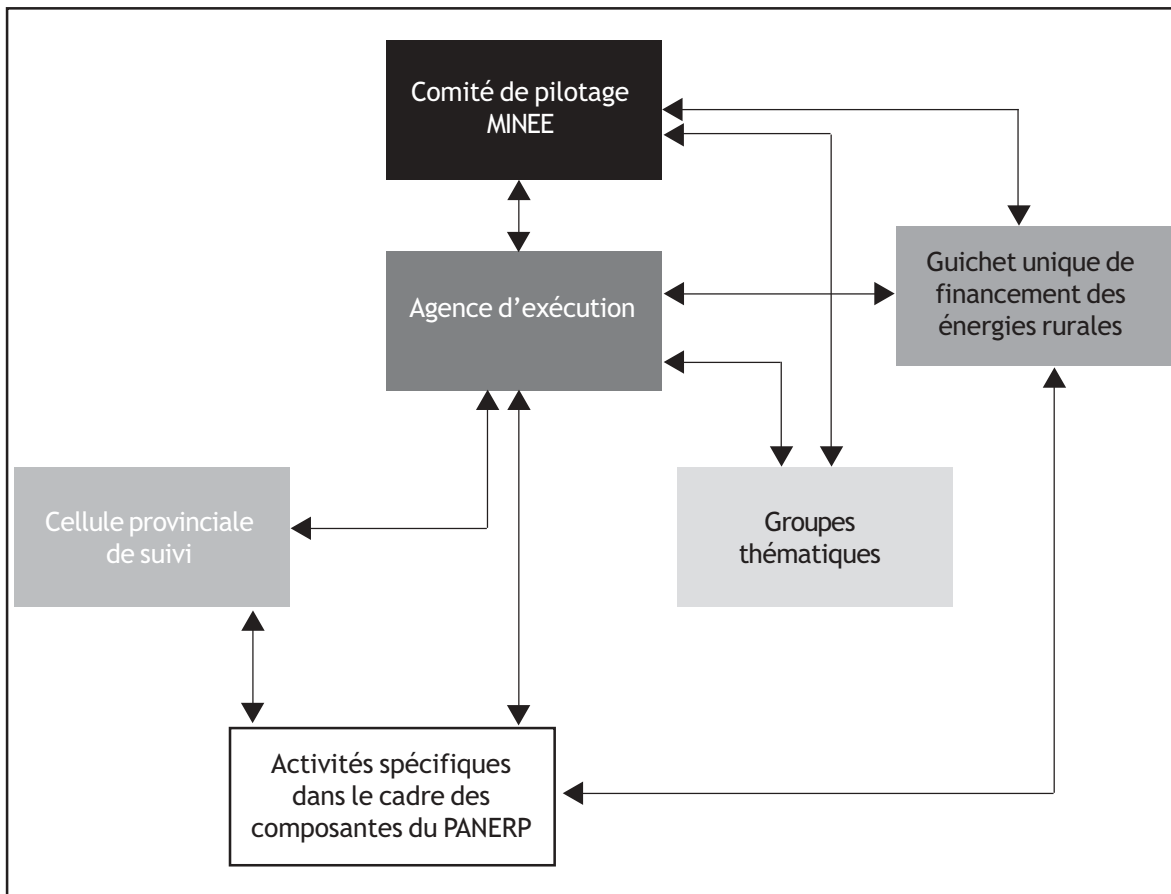 Comité de pilotage
MINEE
Agence d’exécution
Guichet unique de
financement des
énergies rurales
Cellule provinciale
de suivi
Groupes
thématiques
Activités spécifiques
dans le cadre des
composantes du PANERP